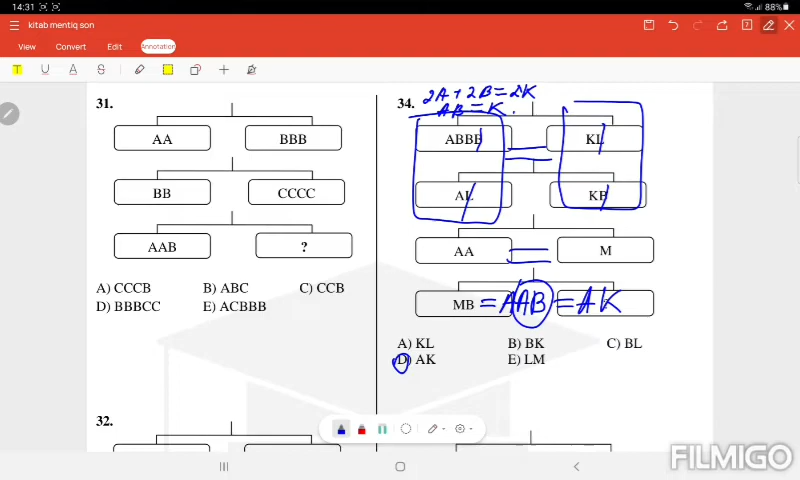 14:31
88%
kitab mentiq son
View
Convert
Edit
Annotation
31.
AA
BBB
BB
CCCC
AAB
?
A) CCCB B) ABC C) CCB
D) BBBCC E) ACBBB
32.
2A + 2B = 2K
34.
AB = K.
ABBB
KL
AL
KB
AA
M
MB = AAB = AK
A) KL B) BK C) BL
D) AK E) LM
FILMIGO